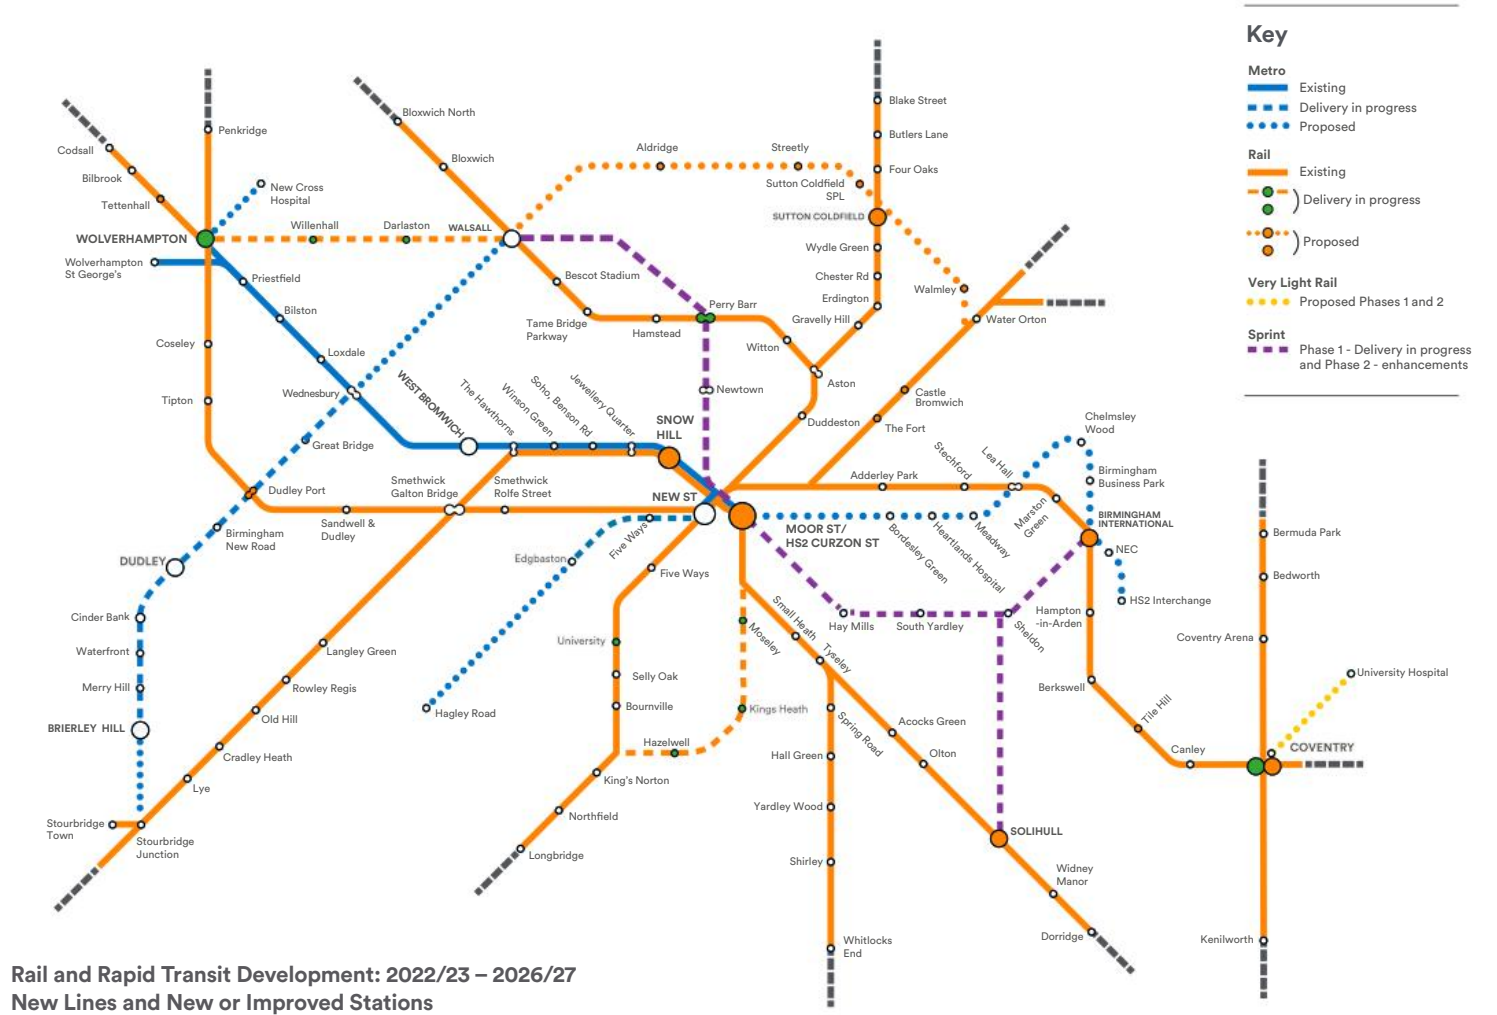 Key
Metro
Existing
Delivery in progress
Proposed
Rail
Existing
Delivery in progress
Proposed
Very Light Rail
Proposed Phases 1 and 2
Sprint
Phase 1 - Delivery in progress
and Phase 2 - enhancements
Penkridge
Codsall
Bilbrook
Tettenhall
New Cross
Hospital
WOLVERHAMPTON
Wolverhampton
St George's
Willenhall
Darlaston
WALSALL
Bloxwich North
Bloxwich
Aldridge
Streetly
Sutton Coldfield
SPL
Blake Street
Butlers Lane
Four Oaks
SUTTON COLDFIELD
Wydle Green
Chester Rd
Erdington
Gravelly Hill
Walmley
Water Orton
Priestfield
Bilston
Loxdale
Wednesbury
Coseley
Tipton
Bescot Stadium
Tame Bridge
Parkway
Hamstead
Perry Barr
Witton
Aston
Newtown
Duddeston
Castle
Bromwich
The Fort
WEST BROMWICH
The Hawthorns
Winson Green
Soho, Benson Rd
Jewellery Quarter
SNOW
HILL
Great Bridge
Dudley Port
Smethwick
Galton Bridge
Smethwick
Rolfe Street
Sandwell &
Dudley
NEW ST
Birmingham
New Road
DUDLEY
Cinder Bank
Waterfront
Merry Hill
BRIERLEY HILL
Stourbridge
Town
Stourbridge
Junction
Lye
Cradley Heath
Old Hill
Rowley Regis
Langley Green
Edgbaston
Five Ways
Five Ways
Hagley Road
University
Selly Oak
Bournville
Hazelwell
King's Norton
Northfield
Longbridge
MOOR ST/
HS2 CURZON ST
Adderley Park
Stechford
Lea Hall
Marston
Green
Chelmsley
Wood
Birmingham
Business Park
BIRMINGHAM
INTERNATIONAL
NEC
HS2 Interchange
Bordesley Green
Heartlands Hospital
Meadway
Hay Mills
South Yardley
Sheldon
Hampton
-in-Arden
Berkswell
Tile Hill
Canley
COVENTRY
University Hospital
Bermuda Park
Bedworth
Coventry Arena
Kenilworth
Moseley
Kings Heath
Small Heath
Tyseley
Spring Road
Hall Green
Yardley Wood
Shirley
Whitlocks
End
Acocks Green
Olton
SOLIHULL
Widney
Manor
Dorridge
Rail and Rapid Transit Development: 2022/23 – 2026/27
New Lines and New or Improved Stations